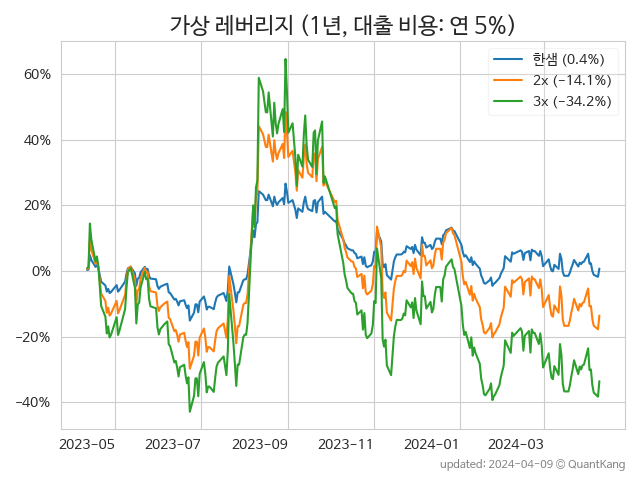 가상 레버리지 (1년, 대출 비용: 연 5%)
한샘 (0.4%)
2x (−14.1%)
3x (−34.2%)
60%
40%
20%
0%
−20%
−40%
2023-05 2023-07 2023-09 2023-11 2024-01 2024-03
updated: 2024-04-09 © QuantKang